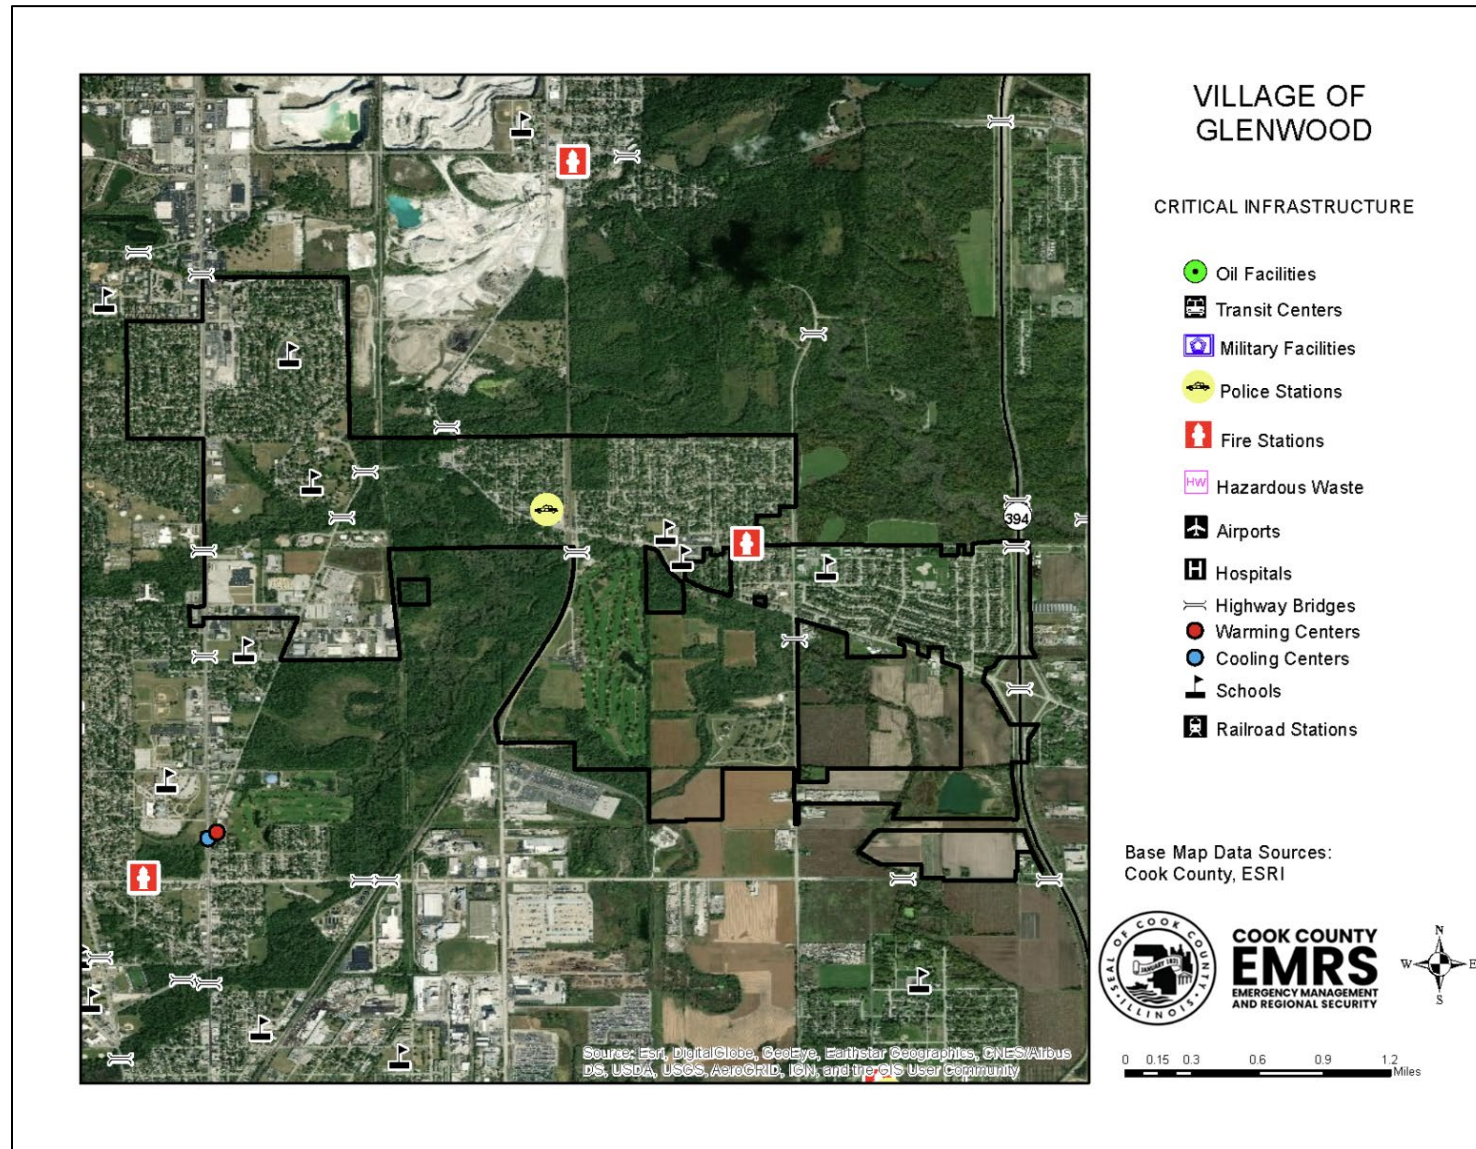 VILLAGE OF
GLENWOOD
CRITICAL INFRASTRUCTURE
Oil Facilities
Transit Centers
Military Facilities
Police Stations
Fire Stations
HW Hazardous Waste
Airports
H Hospitals
Highway Bridges
Warming Centers
Cooling Centers
Schools
Railroad Stations
394
Base Map Data Sources:
Cook County, ESRI
SEAL OF COOK COUNTY
JANUARY 1831
ILLINOIS
COOK COUNTY
EMRS
EMERGENCY MANAGEMENT
AND REGIONAL SECURITY
N
W E
S
0 0.15 0.3 0.6 0.9 1.2
Miles
Source: Esri, DigitalGlobe, GeoEye, Earthstar Geographics, CNES/Airbus
DS, USDA, USGS, AeroGRID, IGN, and the GIS User Community